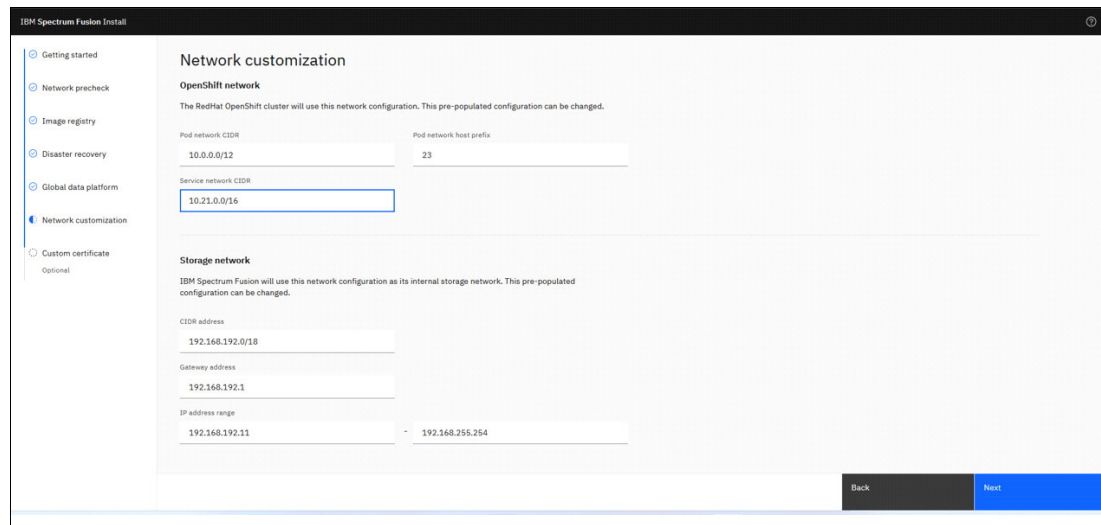 IBM Spectrum Fusion Install
Getting started
Network precheck
Image registry
Disaster recovery
Global data platform
Network customization
Custom certificate
Optional
Network customization
OpenShift network
The RedHat OpenShift cluster will use this network configuration. This pre-populated configuration can be changed.
Pod network CIDR
Pod network host prefix
10.0.0.0/12
23
Service network CIDR
10.21.0.0/16
Storage network
IBM Spectrum Fusion will use this network configuration as its internal storage network. This pre-populated
configuration can be changed.
CIDR address
192.168.192.0/18
Gateway address
192.168.192.1
IP address range
192.168.192.11 - 192.168.255.254
Back
Next